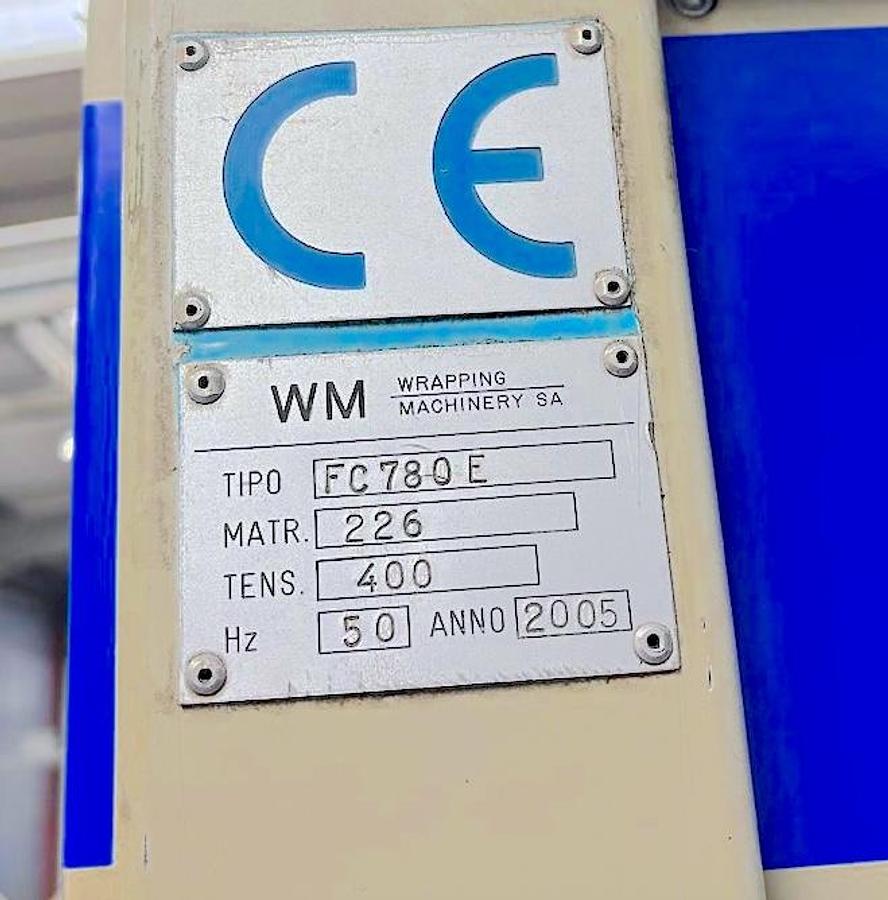 CE
WM WRAPPING
MACHINERY SA
TIPO FC780E
MATR. 226
TENS. 400
Hz 50 ANNO 2005